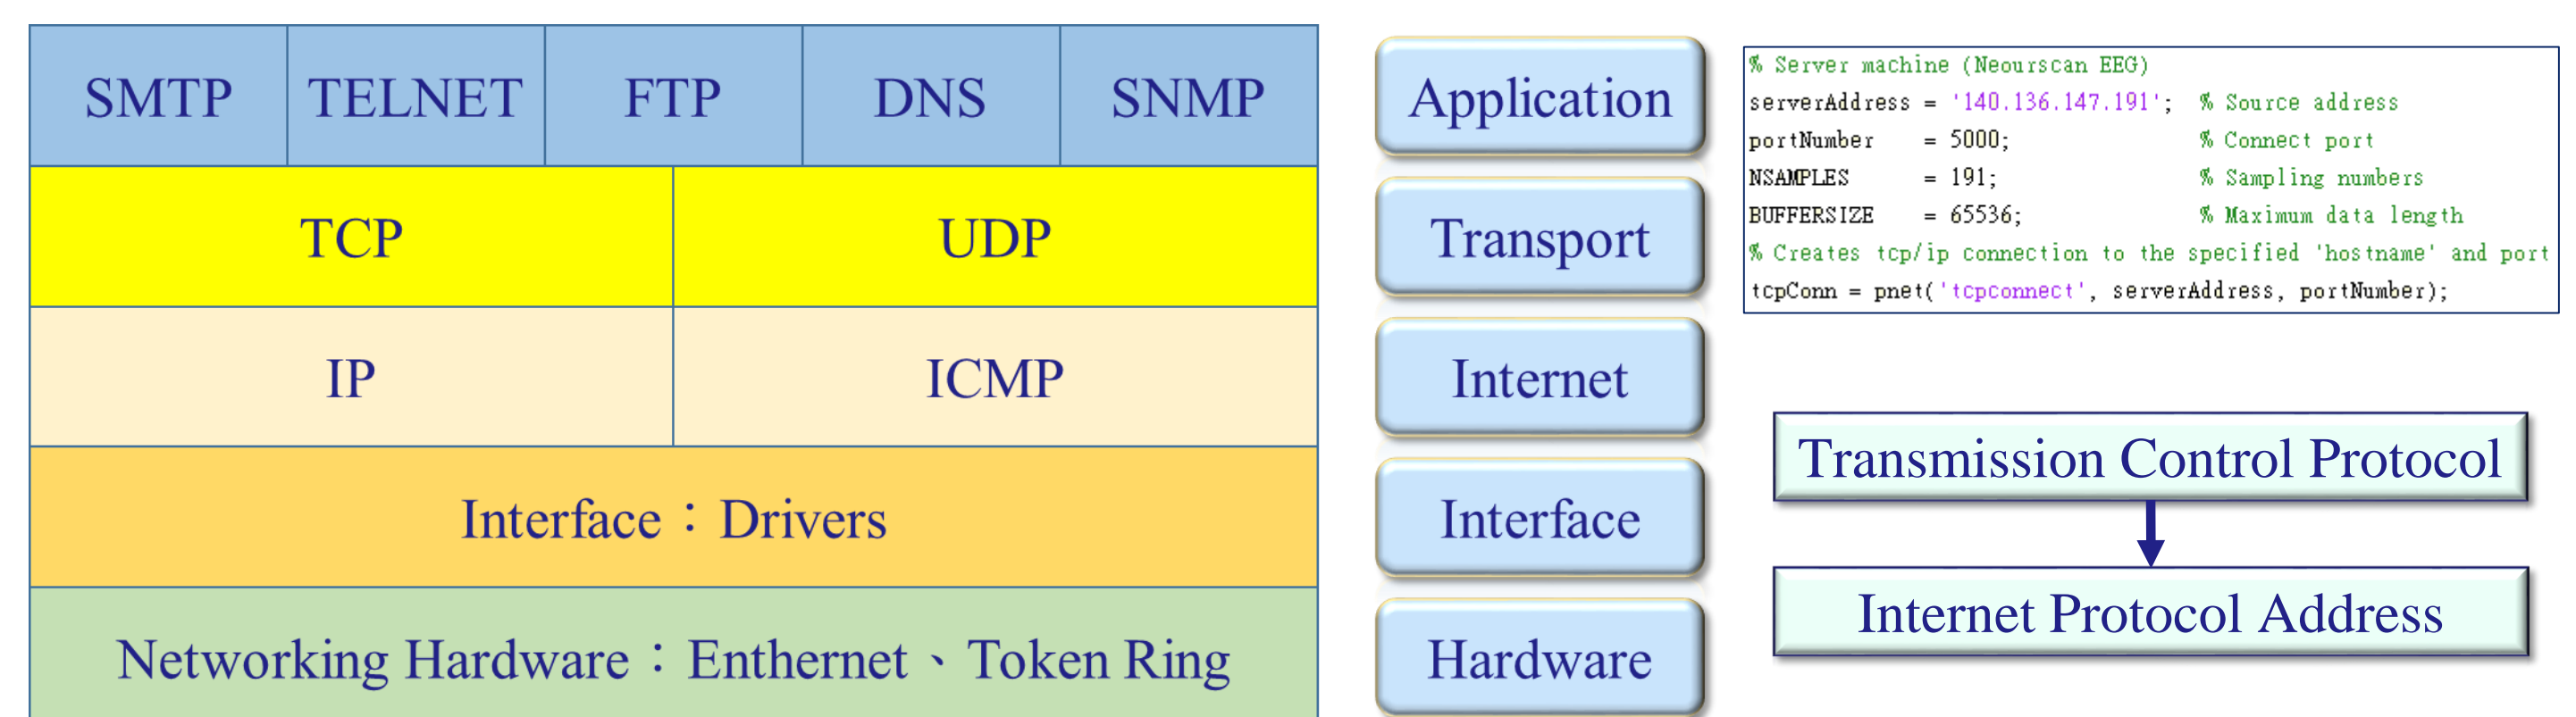 SMTP TELNET FTP DNS SNMP
TCP UDP
IP ICMP
Interface：Drivers
Networking Hardware：Enthernet、Token Ring
Application
Transport
Internet
Interface
Hardware
% Server machine (Neourscan EEG)
serverAddress = '140.136.147.191'; % Source address
portNumber = 5000; % Connect port
NSAMPLES = 191; % Sampling numbers
BUFFERSIZE = 65536; % Maximum data length
% Creates tcp/ip connection to the specified 'hostname' and port
tcpConn = pnet('tcpconnect', serverAddress, portNumber);
Transmission Control Protocol
Internet Protocol Address